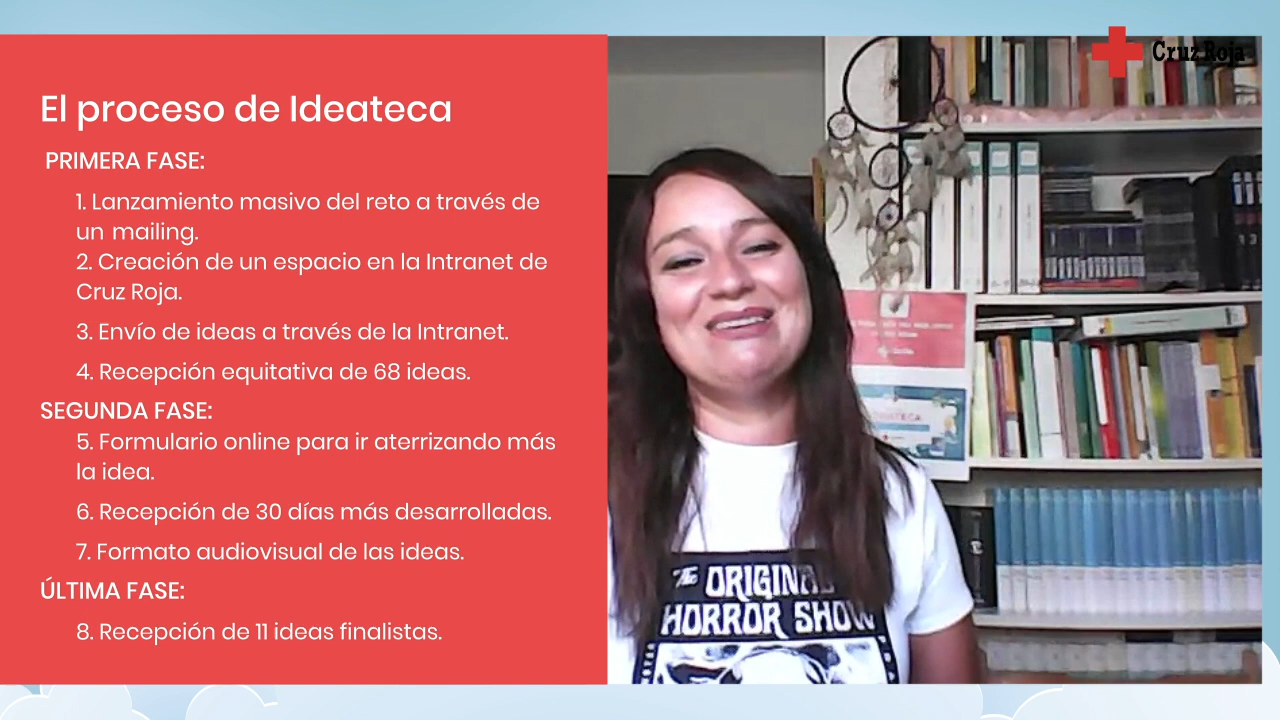 El proceso de Ideateca
PRIMERA FASE:
1. Lanzamiento masivo del reto a través de
un mailing.
2. Creación de un espacio en la Intranet de
Cruz Roja.
3. Envío de ideas a través de la Intranet.
4. Recepción equitativa de 68 ideas.
SEGUNDA FASE:
5. Formulario online para ir aterrizando más
la idea.
6. Recepción de 30 días más desarrolladas.
7. Formato audiovisual de las ideas.
ÚLTIMA FASE:
8. Recepción de 11 ideas finalistas.
Cruz Roja
The ORIGINAL
HORROR SHOW